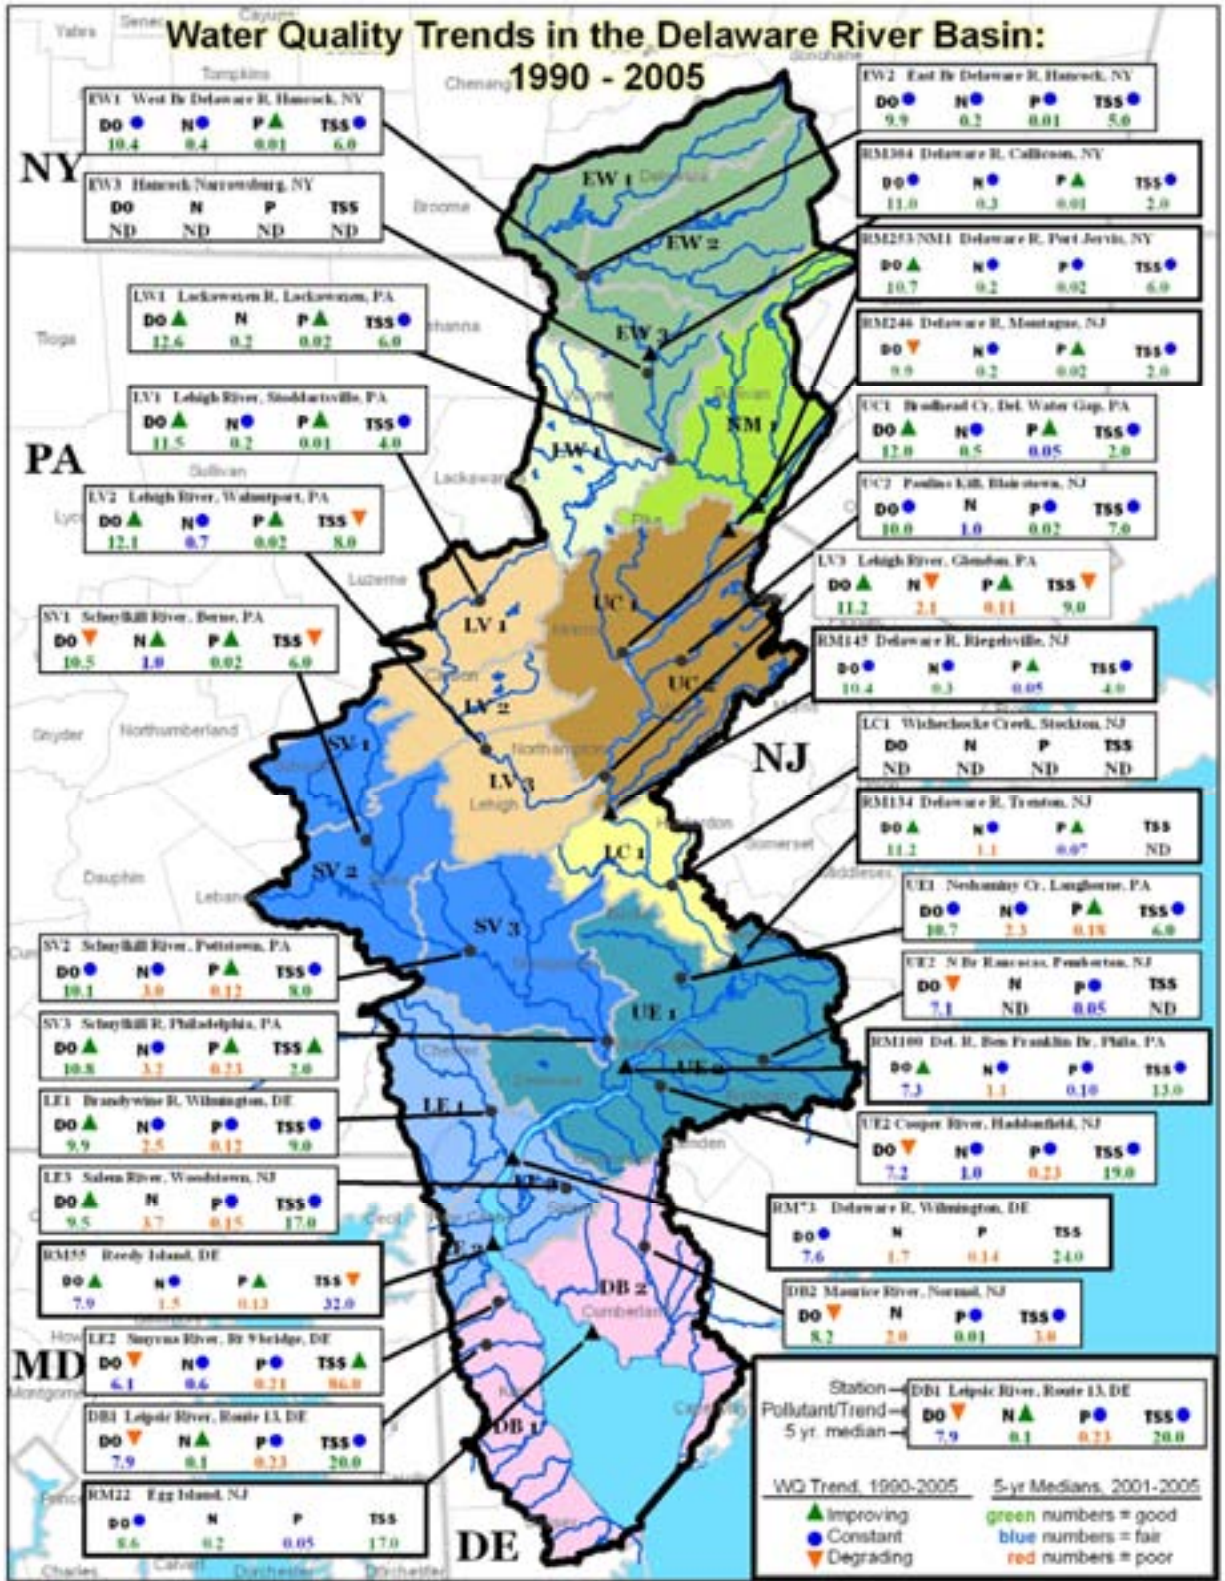 Water Quality Trends in the Delaware River Basin:
1990 - 2005
EW1 West Br Delaware R, Hancock, NY
DO N P TSS
10.4 0.4 0.01 6.0
EW3 Hancock/Narrowsburg, NY
DO N P TSS
ND ND ND ND
LW1 Lackawaxen R, Lackawaxen, PA
DO N P TSS
12.6 0.2 0.02 6.0
LV1 Lehigh River, Stoddartsville, PA
DO N P TSS
11.5 0.2 0.01 4.0
LV2 Lehigh River, Walnutport, PA
DO N P TSS
12.1 0.7 0.02 8.0
SV1 Schuylkill River, Berne, PA
DO N P TSS
10.5 1.0 0.02 6.0
SV2 Schuylkill River, Pottstown, PA
DO N P TSS
10.1 3.0 0.12 8.0
SV3 Schuylkill R, Philadelphia, PA
DO N P TSS
10.8 3.2 0.23 2.0
LE1 Brandywine R, Wilmington, DE
DO N P TSS
9.9 2.5 0.12 9.0
LE3 Salem River, Woodstown, NJ
DO N P TSS
9.5 3.7 0.15 17.0
RM55 Reedy Island, DE
DO N P TSS
7.9 1.5 0.13 32.0
LE2 Smyrna River, Rt 9 bridge, DE
DO N P TSS
6.1 0.6 0.21 86.0
DB1 Leipsic River, Route 13, DE
DO N P TSS
7.9 0.1 0.23 20.0
RM22 Egg Island, NJ
DO N P TSS
8.6 0.2 0.05 17.0
EW2 East Br Delaware R, Hancock, NY
DO N P TSS
9.9 0.2 0.01 5.0
RM304 Delaware R, Callicoon, NY
DO N P TSS
11.0 0.3 0.01 2.0
RM253/NM1 Delaware R, Port Jervis, NY
DO N P TSS
10.7 0.2 0.02 6.0
RM246 Delaware R, Montague, NJ
DO N P TSS
9.9 0.2 0.02 2.0
UC1 Brodhead Cr, Del. Water Gap, PA
DO N P TSS
12.0 0.5 0.05 2.0
UC2 Paulins Kill, Blairstown, NJ
DO N P TSS
10.0 1.0 0.02 7.0
LV3 Lehigh River, Glendon, PA
DO N P TSS
11.2 2.1 0.11 9.0
RM145 Delaware R, Riegelsville, NJ
DO N P TSS
10.4 0.3 0.05 4.0
LC1 Wichechocke Creek, Stockton, NJ
DO N P TSS
ND ND ND ND
RM134 Delaware R, Trenton, NJ
DO N P TSS
11.2 1.1 0.07 ND
UE1 Neshaminy Cr, Langhorne, PA
DO N P TSS
10.7 2.3 0.18 6.0
UE2 N Br Rancocas, Pemberton, NJ
DO N P TSS
7.1 ND 0.05 ND
RM100 Del. R, Ben Franklin Br, Phila, PA
DO N P TSS
7.3 1.1 0.10 13.0
UE2 Cooper River, Haddonfield, NJ
DO N P TSS
7.2 1.0 0.23 19.0
RM73 Delaware R, Wilmington, DE
DO N P TSS
7.6 1.7 0.14 24.0
DB2 Maurice River, Normal, NJ
DO N P TSS
8.2 2.0 0.01 3.0
NY
PA
NJ
MD
DE
EW 1
EW 2
EW 3
LW 1
NM 1
UC 1
UC 2
LV 1
LV 2
LV 3
LC 1
SV 1
SV 2
SV 3
UE 1
UE 2
LE 1
DB 2
DB 1
Yates
Tompkins
Broome
Tioga
Sullivan
Luzerne
Snyder
Northumberland
Dauphin
Northampton
Lehigh
Somerset
Chester
Delaware
Station
Pollutant/Trend
5 yr. median
DB1 Leipsic River, Route 13, DE
DO N P TSS
7.9 0.1 0.23 20.0
WQ Trend, 1990-2005
Improving
Constant
Degrading
5-yr Medians, 2001-2005
green numbers = good
blue numbers = fair
red numbers = poor